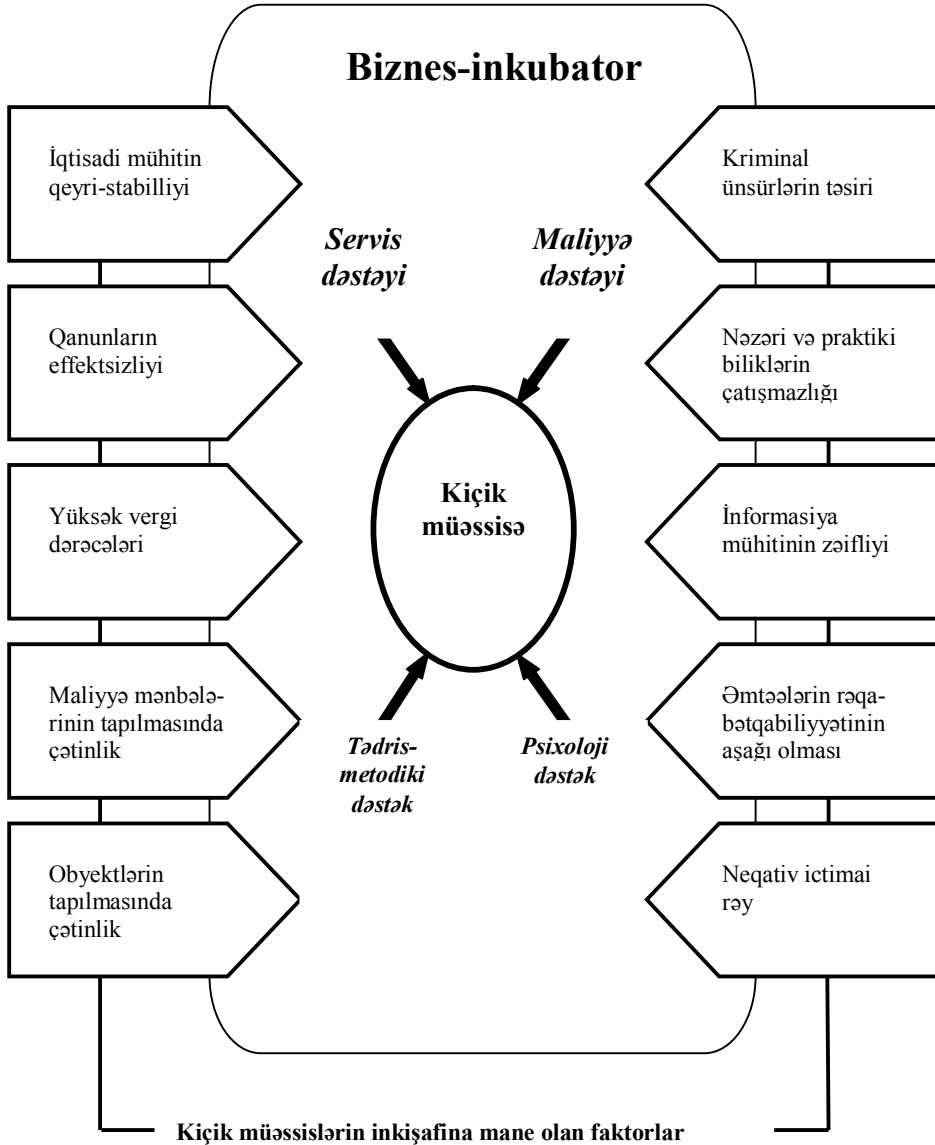 Biznes-inkubator
İqtisadi mühitin
qeyri-stabilliyi
Qanunların
effektsizliyi
Yüksək vergi
dərəcələri
Maliyyə mənbələ-
rinin tapılmasında
çətinlik
Obyektlərin
tapılmasında
çətinlik
Servis
dəstəyi
Maliyyə
dəstəyi
Kiçik
müəssisə
Tədris-
metodiki
dəstək
Psixoloji
dəstək
Kriminal
ünsürlərin təsiri
Nəzəri və praktiki
biliklərin
çatışmazlığı
İnformasiya
mühitinin zəifliyi
Əmtəələrin rəqa-
bətqabiliyyətinin
aşağı olması
Neqativ ictimai
rəy
Kiçik müəssislərin inkişafina mane olan faktorlar